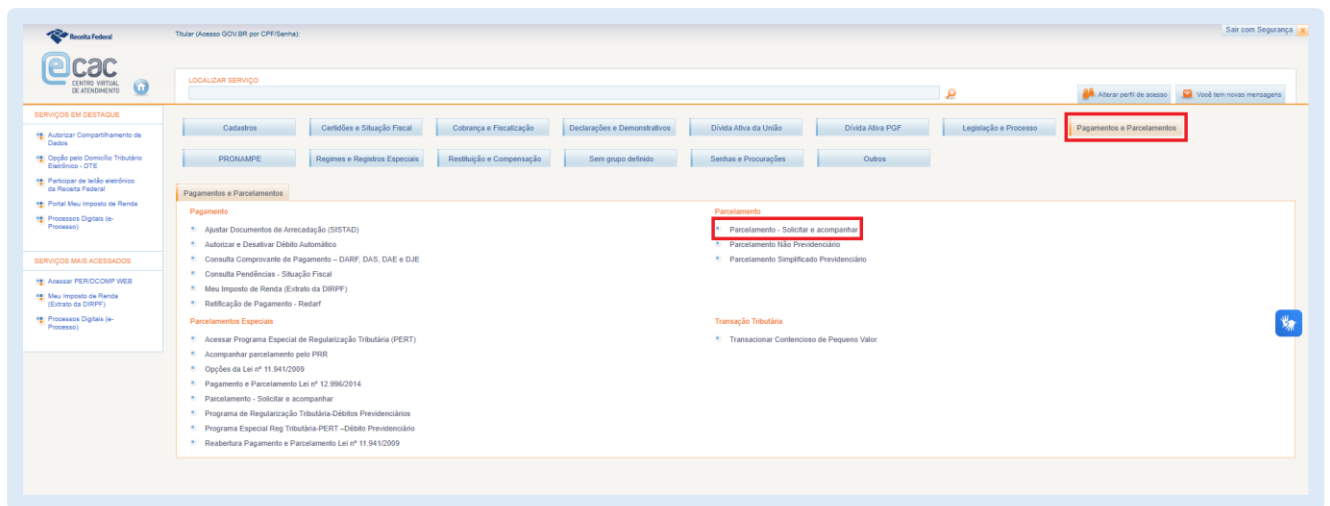 Receita Federal
Titular (Acesso GOV.BR por CPF/Senha):
Sair com Segurança
ecac
CENTRO VIRTUAL
DE ATENDIMENTO
LOCALIZAR SERVIÇO
Alterar perfil de acesso
Você tem novas mensagens
SERVIÇOS EM DESTAQUE
Autorizar Compartilhamento de
Dados
Opção pelo Domicílio Tributário
Eletrônico - DTE
Participar de leilão eletrônico
da Receita Federal
Portal Meu Imposto de Renda
Processos Digitais (e-
Processo)
SERVIÇOS MAIS ACESSADOS
Acessar PER/DCOMP WEB
Meu Imposto de Renda
(Extrato da DIRPF)
Processos Digitais (e-
Processo)
Cadastros
Certidões e Situação Fiscal
Cobrança e Fiscalização
Declarações e Demonstrativos
Dívida Ativa da União
Dívida Ativa PGF
Legislação e Processo
Pagamentos e Parcelamentos
PRONAMPE
Regimes e Registros Especiais
Restituição e Compensação
Sem grupo definido
Senhas e Procurações
Outros
Pagamentos e Parcelamentos
Pagamento
Ajustar Documentos de Arrecadação (SISTAD)
Autorizar e Desativar Débito Automático
Consulta Comprovante de Pagamento – DARF, DAS, DAE e DJE
Consulta Pendências - Situação Fiscal
Meu Imposto de Renda (Extrato da DIRPF)
Retificação de Pagamento - Redarf
Parcelamento
Parcelamento - Solicitar e acompanhar
Parcelamento Não Previdenciário
Parcelamento Simplificado Previdenciário
Parcelamentos Especiais
Acessar Programa Especial de Regularização Tributária (PERT)
Acompanhar parcelamento pelo PRR
Opções da Lei nº 11.941/2009
Pagamento e Parcelamento Lei nº 12.996/2014
Parcelamento - Solicitar e acompanhar
Programa de Regularização Tributária-Débitos Previdenciários
Programa Especial Reg Tributária-PERT –Débito Previdenciário
Reabertura Pagamento e Parcelamento Lei nº 11.941/2009
Transação Tributária
Transacionar Contencioso de Pequeno Valor